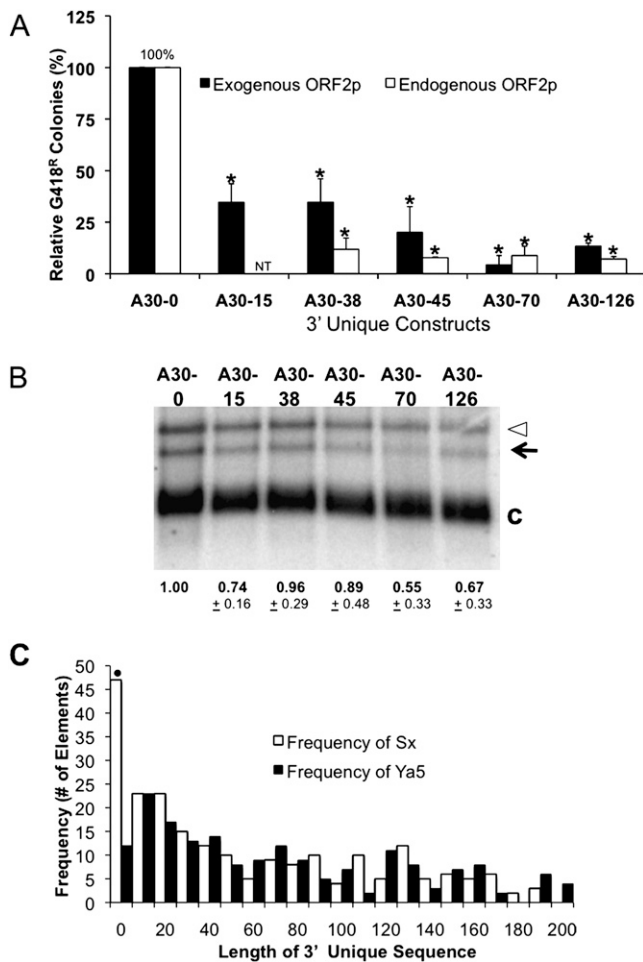 A
Relative G418R Colonies (%)
125
100
75
50
25
0
100%
Exogenous ORF2p
Endogenous ORF2p
* * * * * * * * *
NT
A30-0 A30-15 A30-38 A30-45 A30-70 A30-126
3' Unique Constructs
B
A30- A30- A30- A30- A30- A30-
0 15 38 45 70 126
C
1.00 0.74 0.96 0.89 0.55 0.67
± 0.16 ± 0.29 ± 0.48 ± 0.33 ± 0.33
C
Frequency (# of Elements)
50
45
40
35
30
25
20
15
10
5
0
Frequency of Sx
Frequency of Ya5
0 20 40 60 80 100 120 140 160 180 200
Length of 3' Unique Sequence